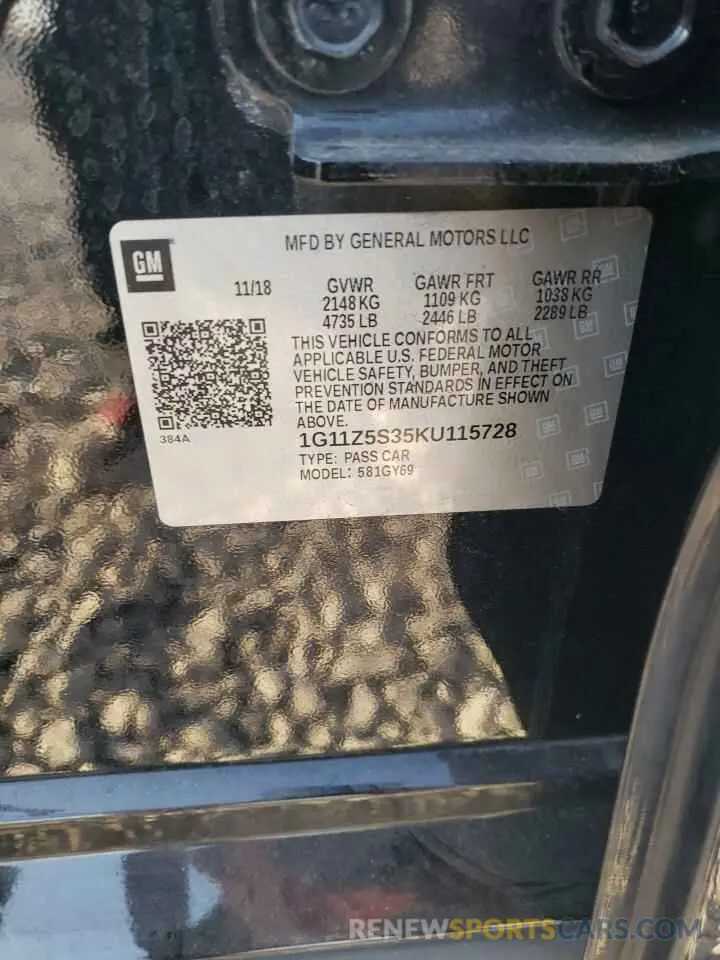 GM
MFD BY GENERAL MOTORS LLC
11/18 GVWR GAWR FRT GAWR RR
2148 KG 1109 KG 1038 KG
4735 LB 2446 LB 2289 LB
THIS VEHICLE CONFORMS TO ALL
APPLICABLE U.S. FEDERAL MOTOR
VEHICLE SAFETY, BUMPER, AND THEFT
PREVENTION STANDARDS IN EFFECT ON
THE DATE OF MANUFACTURE SHOWN
ABOVE.
384A
1G11Z5S35KU115728
TYPE: PASS CAR
MODEL: 581GY69
RENEWSPORTSCARS.COM